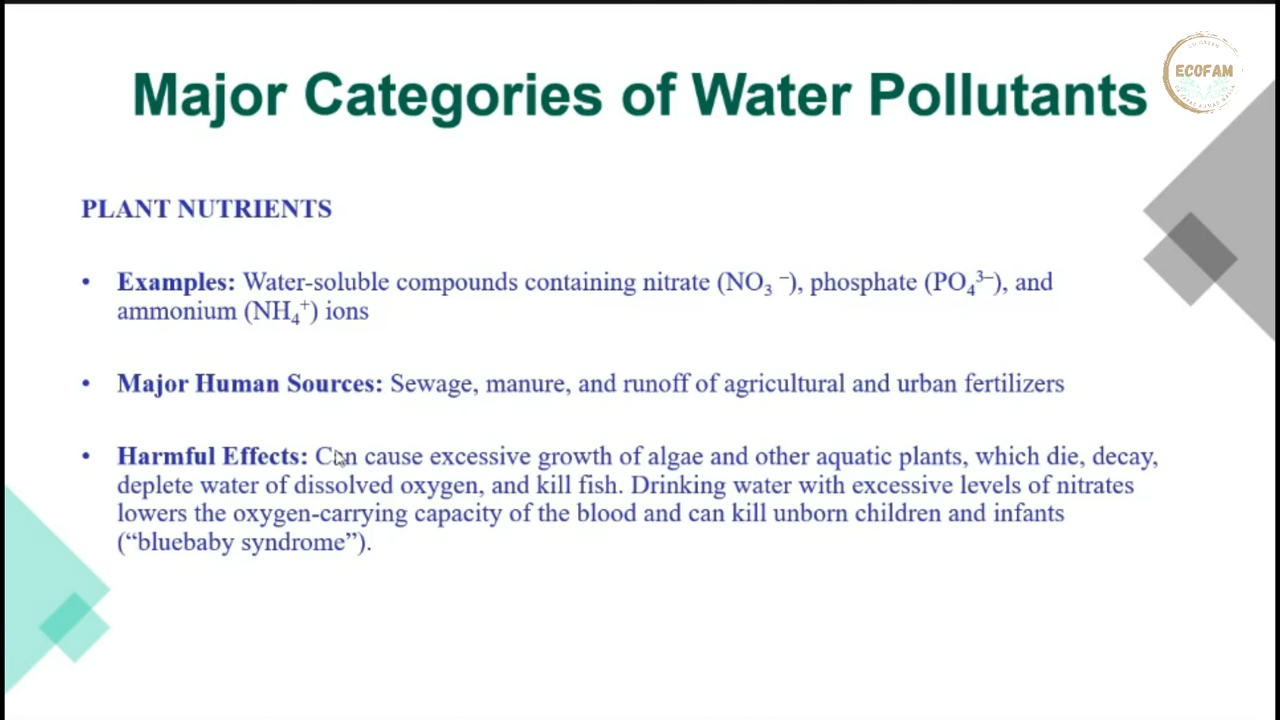 Major Categories of Water Pollutants
ECOFAM
PLANT NUTRIENTS
• Examples: Water-soluble compounds containing nitrate (NO₃ ⁻), phosphate (PO₄³⁻), and
ammonium (NH₄⁺) ions
• Major Human Sources: Sewage, manure, and runoff of agricultural and urban fertilizers
• Harmful Effects: Can cause excessive growth of algae and other aquatic plants, which die, decay,
deplete water of dissolved oxygen, and kill fish. Drinking water with excessive levels of nitrates
lowers the oxygen-carrying capacity of the blood and can kill unborn children and infants
(“bluebaby syndrome”).